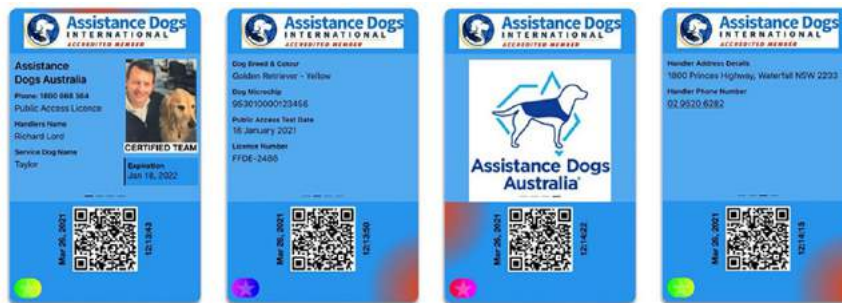 Assistance Dogs
INTERNATIONAL
ACCREDITED MEMBER
Assistance
Dogs Australia
Phone: 1800 688 364
Public Access Licence
Handlers Name
Richard Lord
Service Dog Name
Taylor
CERTIFIED TEAM
Expiration
Jan 18, 2022
Mar 26, 2021
12:13:43
Assistance Dogs
INTERNATIONAL
ACCREDITED MEMBER
Dog Breed & Colour
Golden Retriever - Yellow
Dog Microchip
953010000123456
Public Access Test Date
18 January 2021
Licence Number
FFDE-2486
Mar 26, 2021
12:13:50
Assistance Dogs
INTERNATIONAL
ACCREDITED MEMBER
Assistance Dogs
Australia
Mar 26, 2021
12:14:22
Assistance Dogs
INTERNATIONAL
ACCREDITED MEMBER
Handler Address Details
1800 Princes Highway, Waterfall NSW 2233
Handler Phone Number
02 9520 6282
Mar 26, 2021
12:14:15